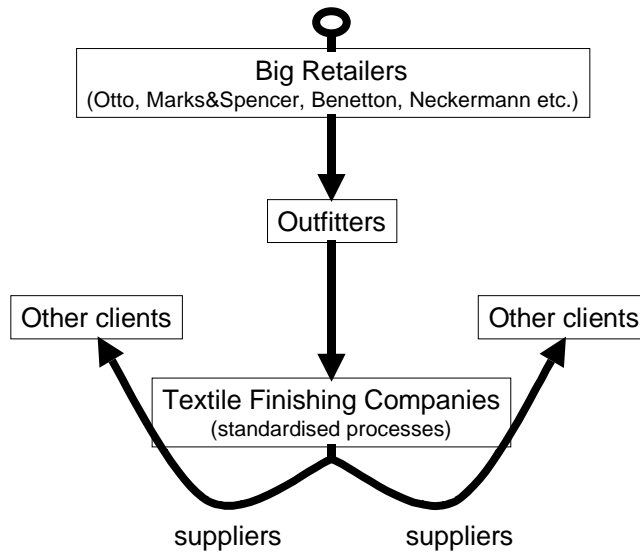 Big Retailers
(Otto, Marks&Spencer, Benetton, Neckermann etc.)
Outfitters
Other clients
Other clients
Textile Finishing Companies
(standardised processes)
suppliers
suppliers